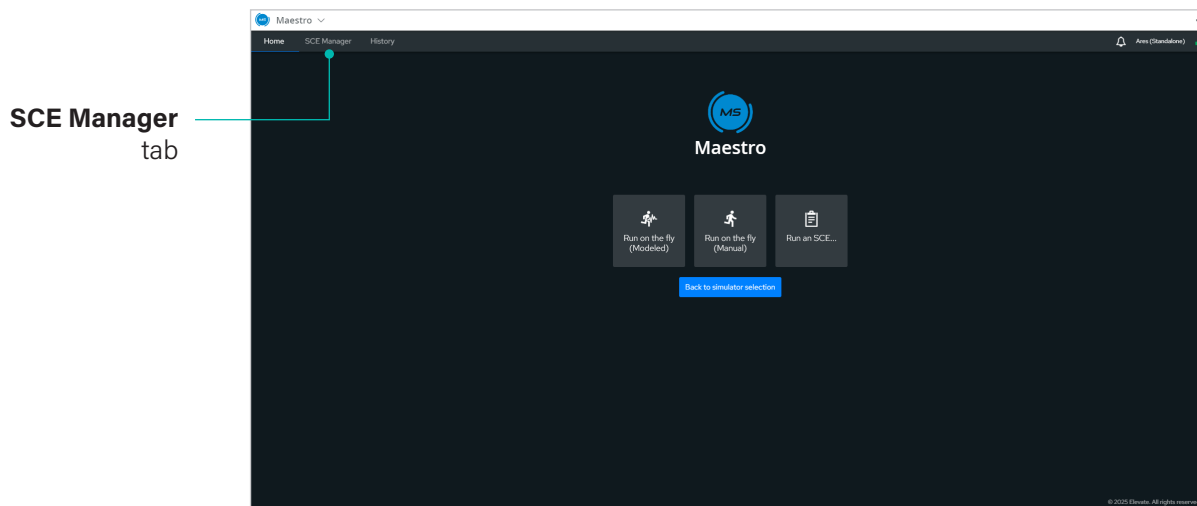 Maestro
Home SCE Manager History
Ares (Standalone)
SCE Manager
tab
MS
Maestro
Run on the fly
(Modeled)
Run on the fly
(Manual)
Run an SCE...
Back to simulator selection
© 2025 Elevate. All rights reserve